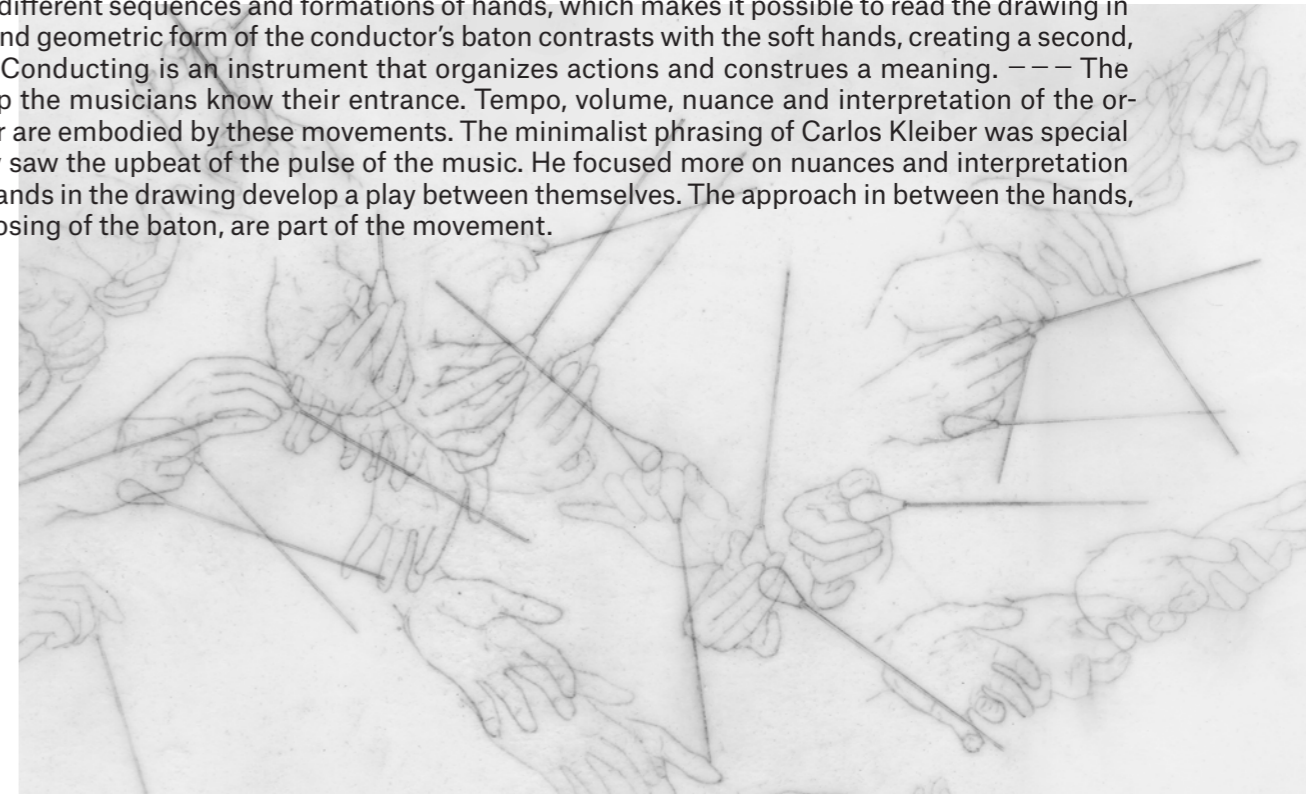 different sequences and formations of hands, which makes it possible to read the drawing in
nd geometric form of the conductor’s baton contrasts with the soft hands, creating a second,
Conducting is an instrument that organizes actions and construes a meaning. — — — The
p the musicians know their entrance. Tempo, volume, nuance and interpretation of the or-
r are embodied by these movements. The minimalist phrasing of Carlos Kleiber was special
saw the upbeat of the pulse of the music. He focused more on nuances and interpretation
ands in the drawing develop a play between themselves. The approach in between the hands,
osing of the baton, are part of the movement.